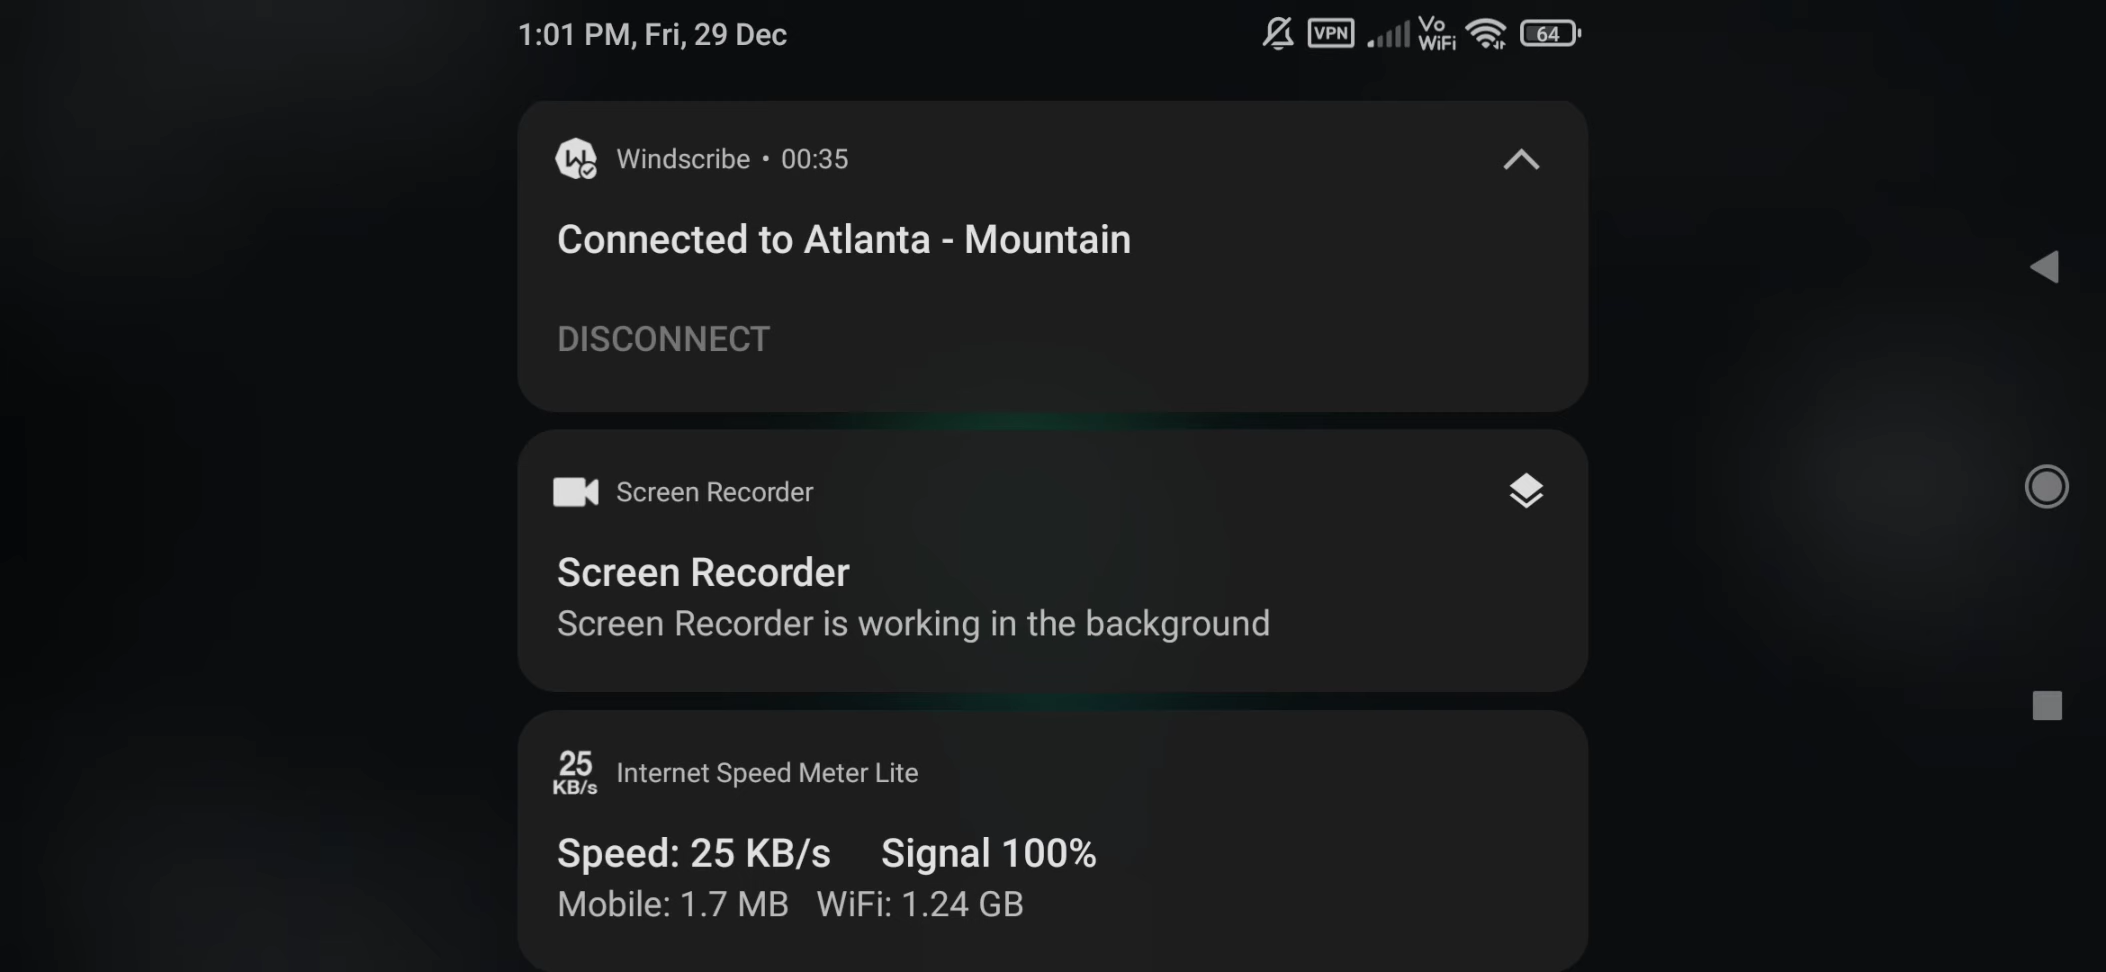 1:01 PM, Fri, 29 Dec
VPN
Vo
WiFi
64
Windscribe • 00:35
Connected to Atlanta - Mountain
DISCONNECT
Screen Recorder
Screen Recorder
Screen Recorder is working in the background
25
KB/s
Internet Speed Meter Lite
Speed: 25 KB/s Signal 100%
Mobile: 1.7 MB WiFi: 1.24 GB